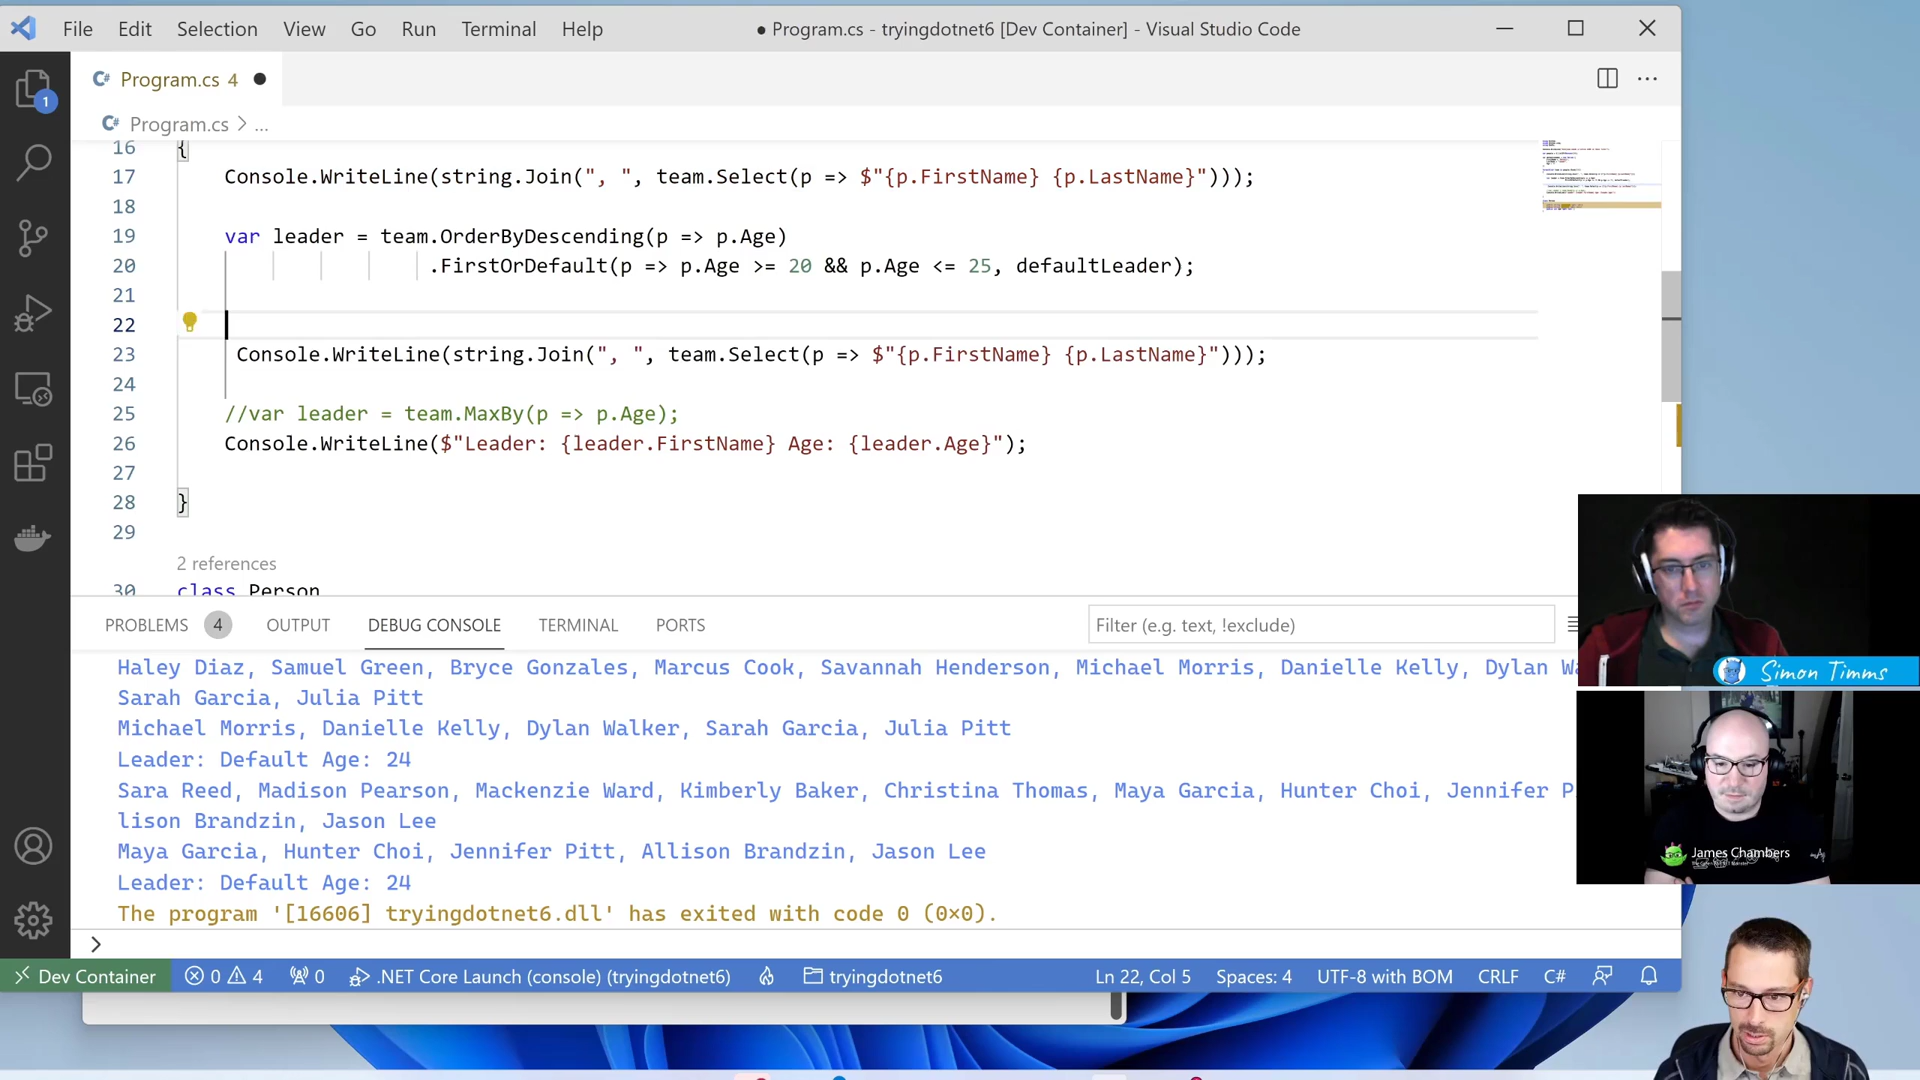 File Edit Selection View Go Run Terminal Help
● Program.cs - tryingdotnet6 [Dev Container] - Visual Studio Code
Program.cs 4
Program.cs > ...
1
16 {
17 Console.WriteLine(string.Join(", ", team.Select(p => $"{p.FirstName} {p.LastName}")));
18
19 var leader = team.OrderByDescending(p => p.Age)
20 .FirstOrDefault(p => p.Age >= 20 && p.Age <= 25, defaultLeader);
21
22
23 Console.WriteLine(string.Join(", ", team.Select(p => $"{p.FirstName} {p.LastName}")));
24
25 //var leader = team.MaxBy(p => p.Age);
26 Console.WriteLine($"Leader: {leader.FirstName} Age: {leader.Age}");
27
28 }
29
2 references
30 class Person
PROBLEMS 4 OUTPUT DEBUG CONSOLE TERMINAL PORTS Filter (e.g. text, !exclude)
Haley Diaz, Samuel Green, Bryce Gonzales, Marcus Cook, Savannah Henderson, Michael Morris, Danielle Kelly, Dylan Wa
Sarah Garcia, Julia Pitt
Michael Morris, Danielle Kelly, Dylan Walker, Sarah Garcia, Julia Pitt
Leader: Default Age: 24
Sara Reed, Madison Pearson, Mackenzie Ward, Kimberly Baker, Christina Thomas, Maya Garcia, Hunter Choi, Jennifer P
lison Brandzin, Jason Lee
Maya Garcia, Hunter Choi, Jennifer Pitt, Allison Brandzin, Jason Lee
Leader: Default Age: 24
The program '[16606] tryingdotnet6.dll' has exited with code 0 (0×0).
>
Dev Container 0 4 0 .NET Core Launch (console) (tryingdotnet6) tryingdotnet6 Ln 22, Col 5 Spaces: 4 UTF-8 with BOM CRLF C#
Simon Timms
James Chambers